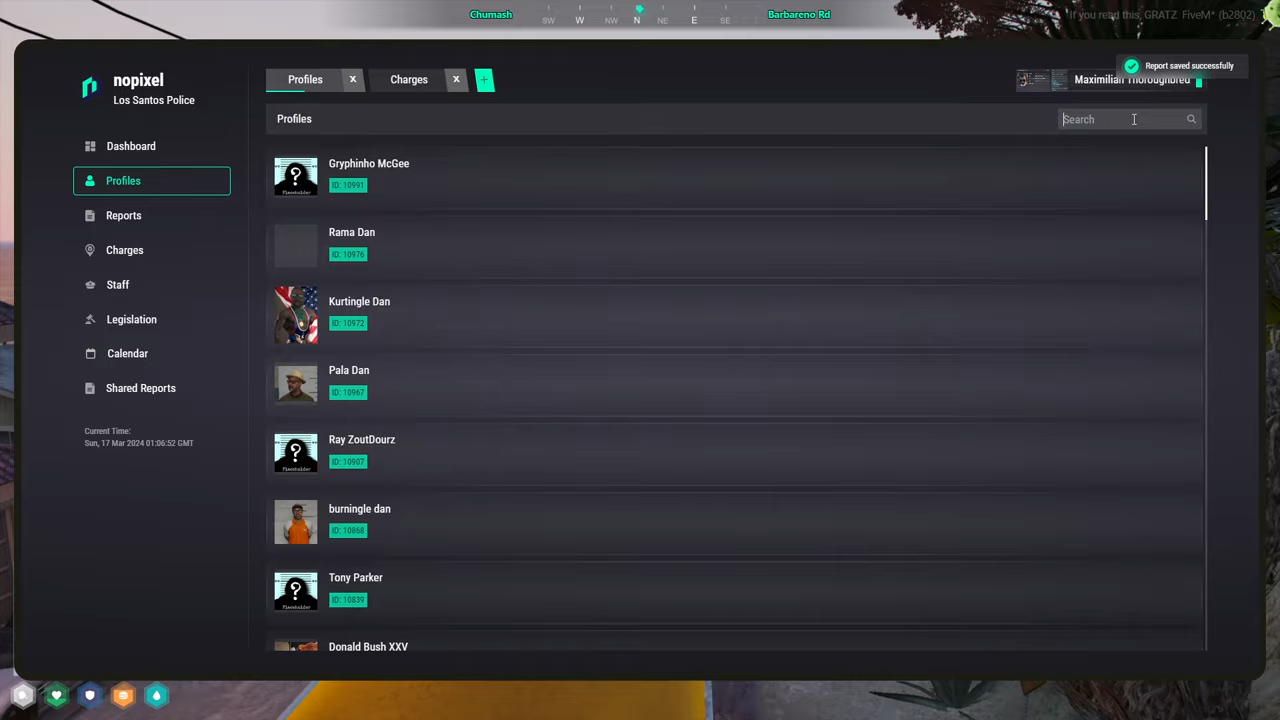 Chumash
SW W NW N NE E SE
Barbareno Rd
If you read this, GRATZ FiveM* (b2802)
nopixel
Los Santos Police
Profiles x
Charges x
+
Report saved successfully
Maximilian Thoroughbred
Dashboard
Profiles
Reports
Charges
Staff
Legislation
Calendar
Shared Reports
Current Time:
Sun, 17 Mar 2024 01:06:52 GMT
Profiles
Search
Gryphinho McGee
ID: 10991
Rama Dan
ID: 10976
Kurtingle Dan
ID: 10972
Pala Dan
ID: 10967
Ray ZoutDourz
ID: 10907
burningle dan
ID: 10868
Tony Parker
ID: 10839
Donald Bush XXV
Placeholder
Placeholder
Placeholder